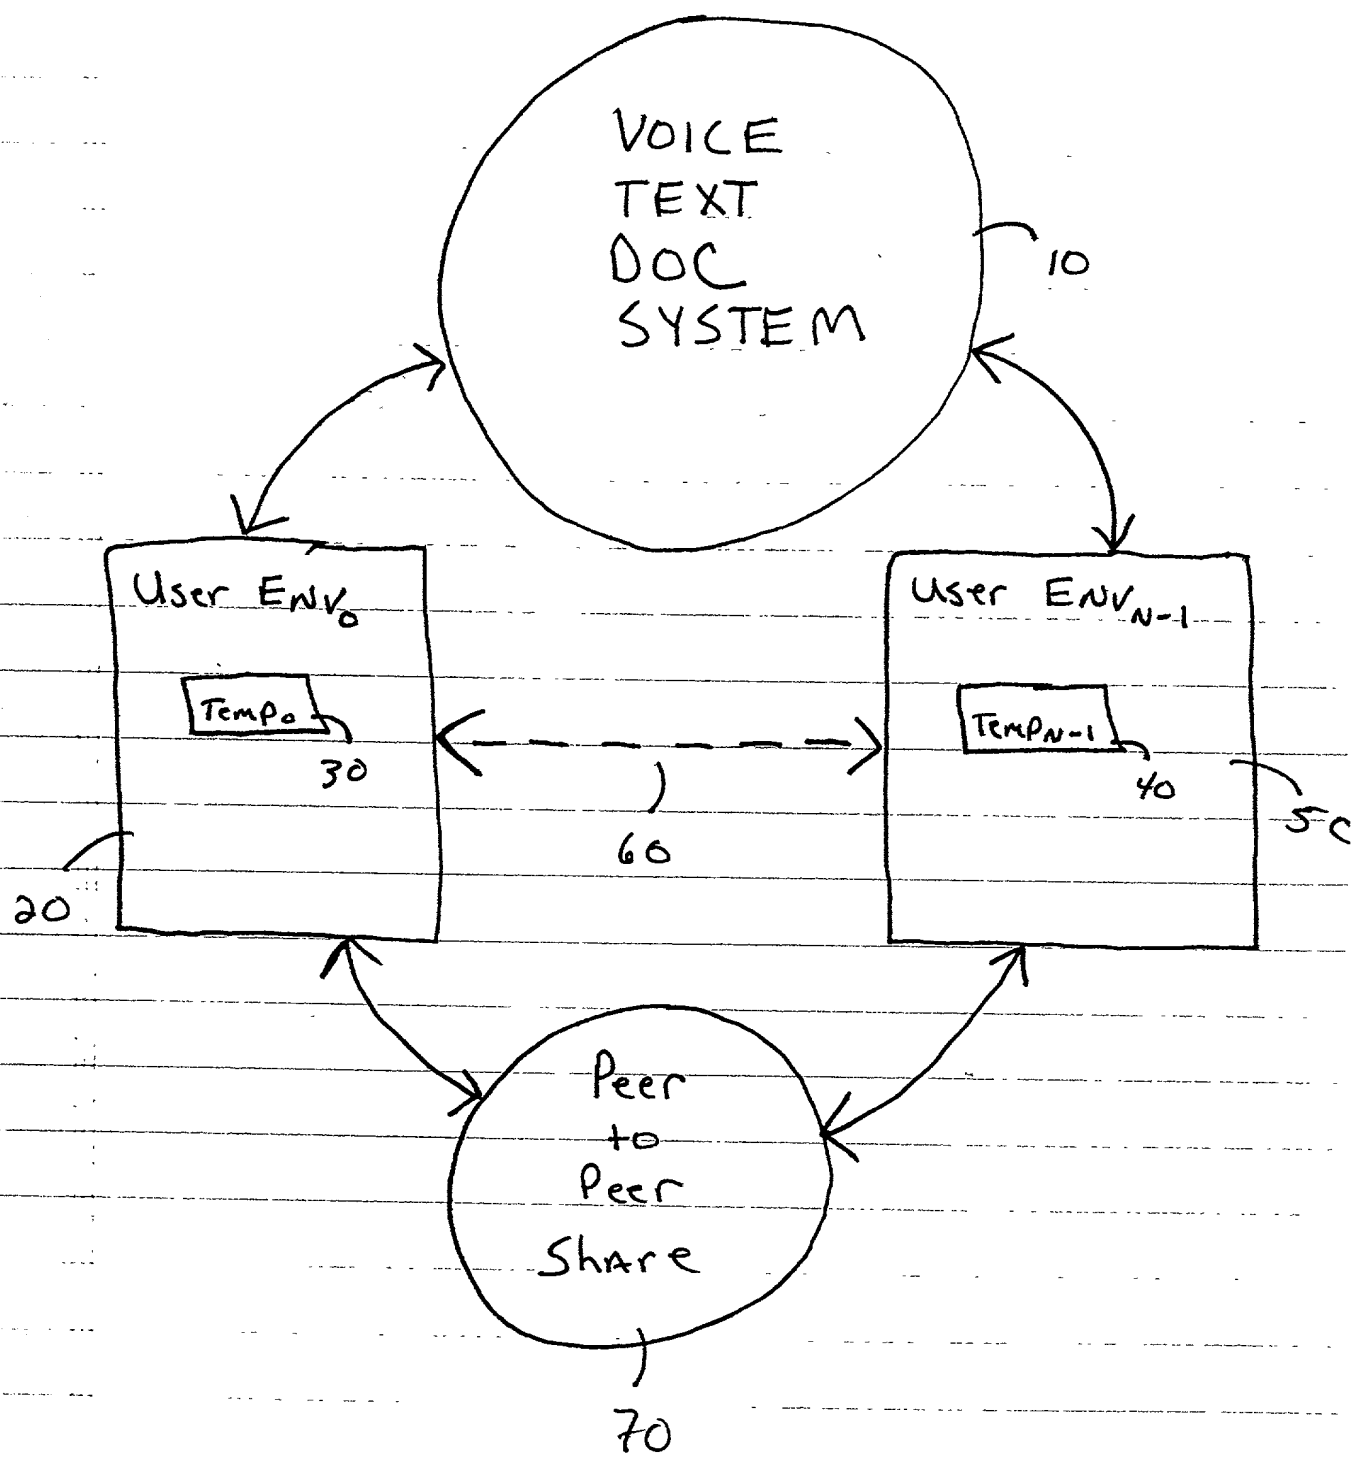 VOICE
TEXT
DOC
SYSTEM
10
User ENV0
User ENVN-1
Temp0
30
TempN-1
40
50
60
20
Peer
to
Peer
Share
70